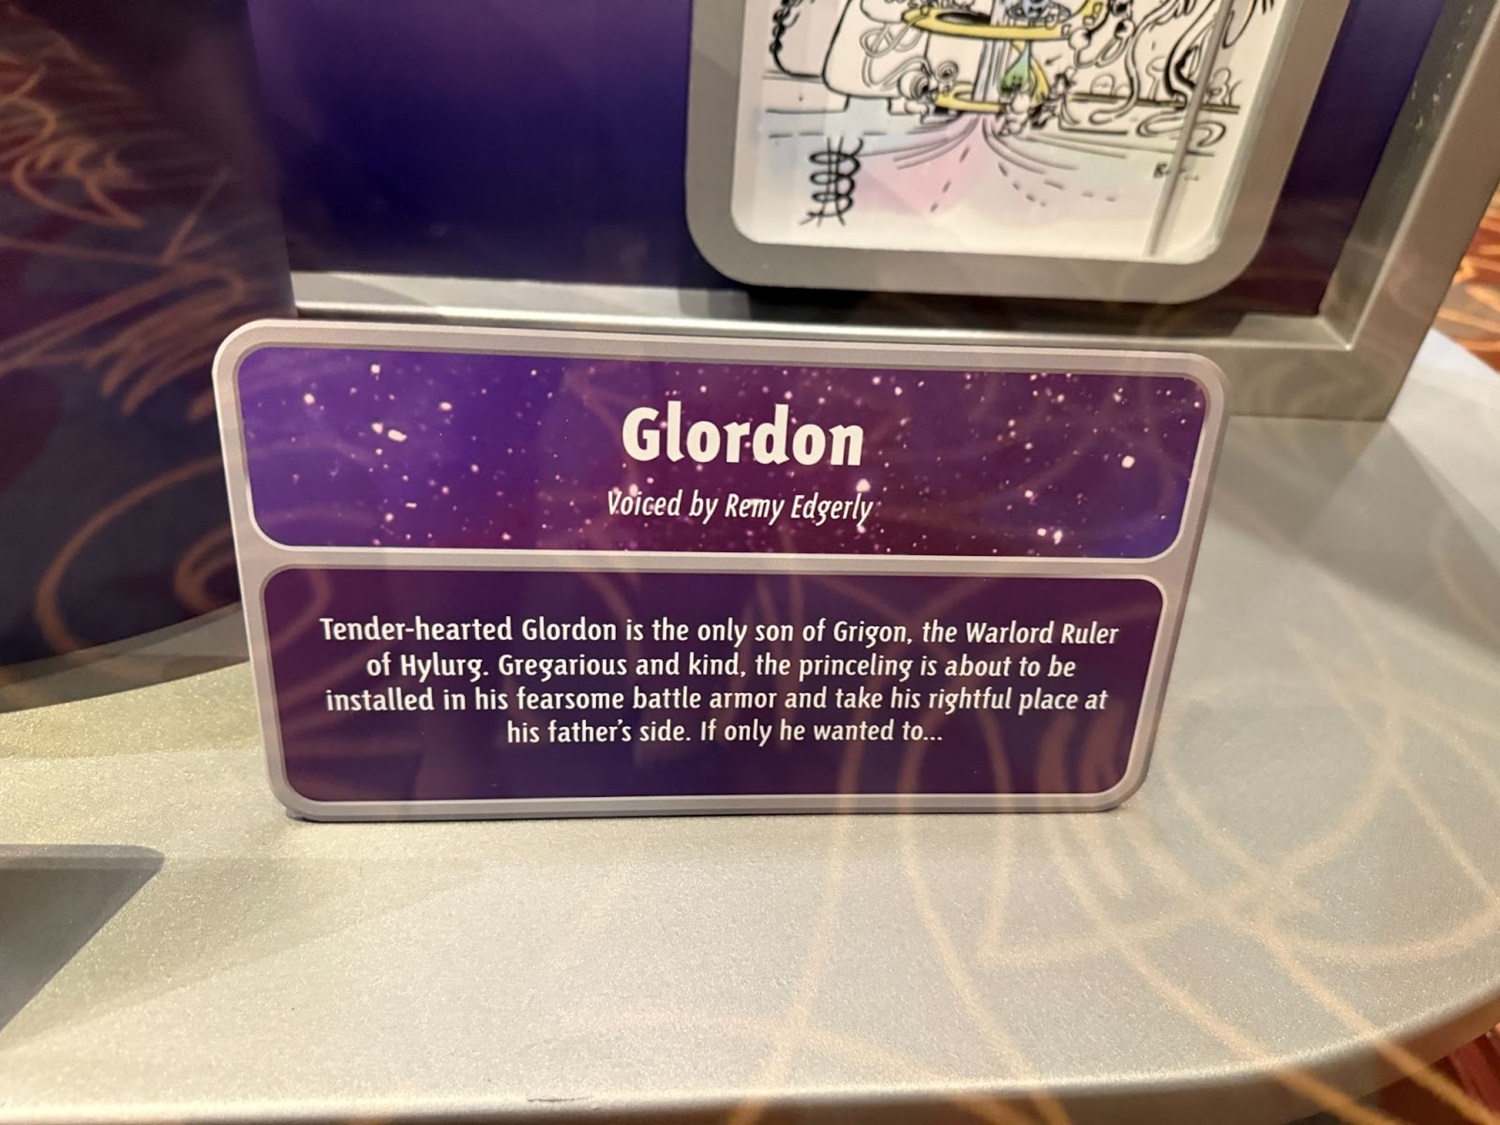 Glordon
Voiced by Remy Edgerly
Tender-hearted Glordon is the only son of Grigon, the Warlord Ruler
of Hylurg. Gregarious and kind, the princeling is about to be
installed in his fearsome battle armor and take his rightful place at
his father's side. If only he wanted to...